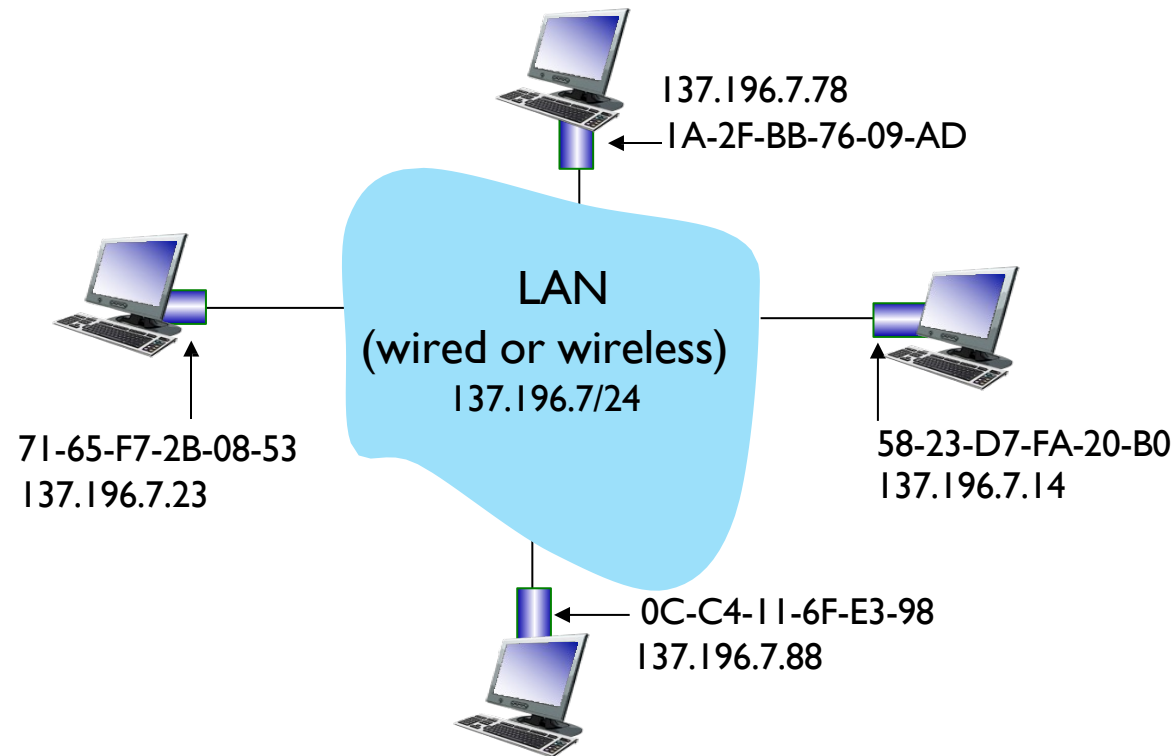 137.196.7.78
1A-2F-BB-76-09-AD
LAN
(wired or wireless)
137.196.7/24
71-65-F7-2B-08-53
137.196.7.23
58-23-D7-FA-20-B0
137.196.7.14
0C-C4-11-6F-E3-98
137.196.7.88